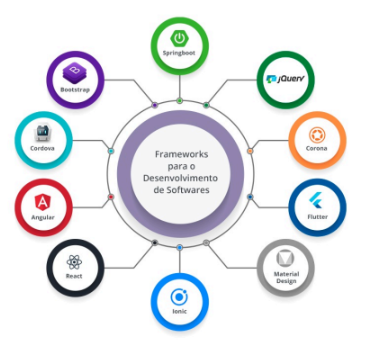 Springboot
jQuery
Corona
Flutter
Material
Design
Ionic
React
Angular
Cordova
Bootstrap
Frameworks
para o
Desenvolvimento
de Softwares